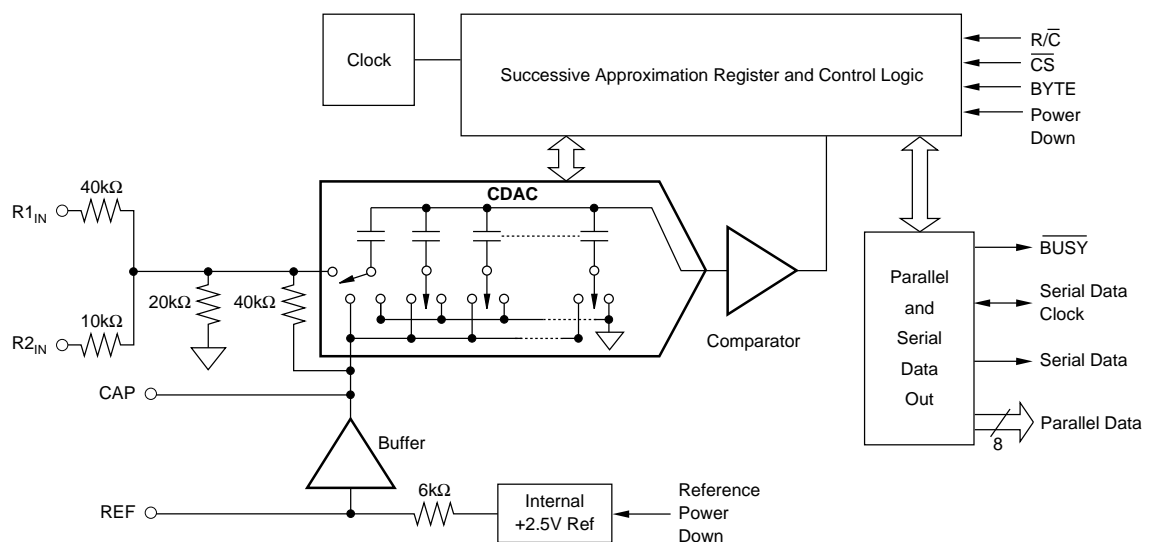 Clock
Successive Approximation Register and Control Logic
R/C̅
C̅S̅
BYTE
Power
Down
CDAC
40kΩ
R1IN
20kΩ
40kΩ
10kΩ
R2IN
Comparator
B̅U̅S̅Y̅
Parallel
and
Serial
Data
Out
Serial Data
Clock
Serial Data
Parallel Data
8
CAP
Buffer
REF
6kΩ
Internal
+2.5V Ref
Reference
Power
Down